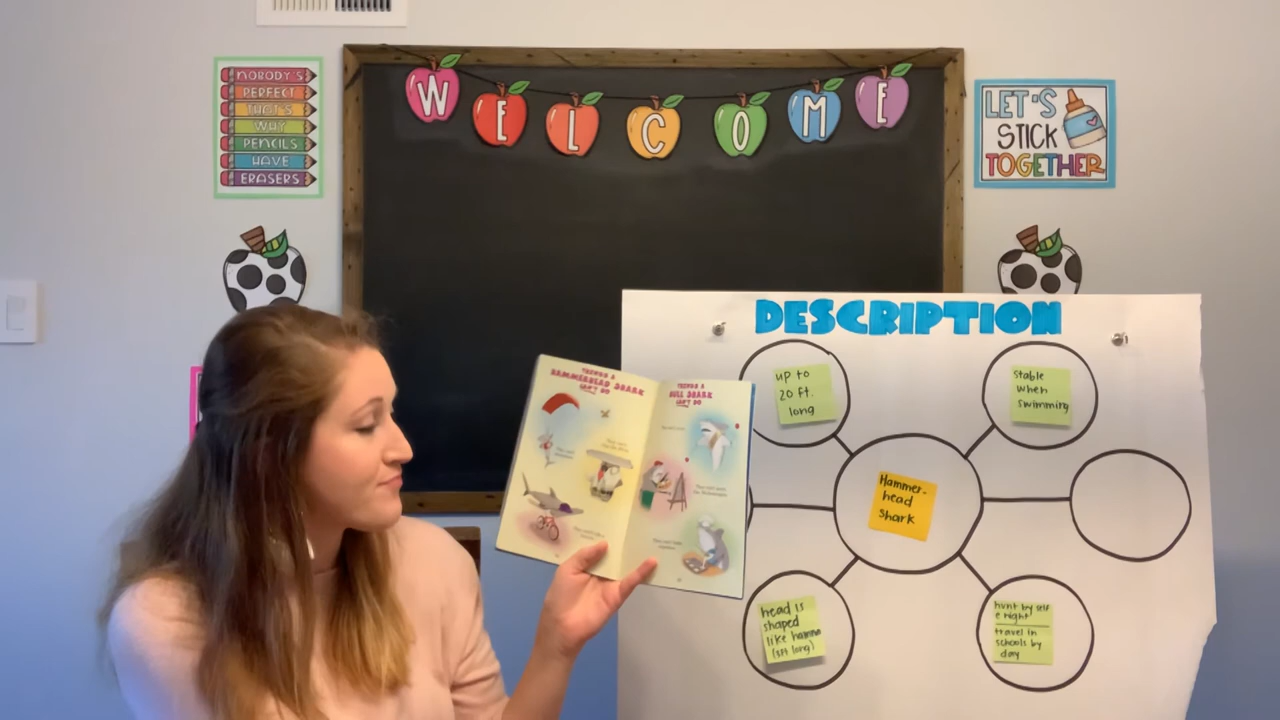 WELCOME
NOBODY'S
PERFECT
THAT'S
WHY
PENCILS
HAVE
ERASERS
LET'S
STICK
TOGETHER
THINGS A
HAMMERHEAD SHARK
CAN'T DO
THINGS A
BULL SHARK
CAN'T DO
DESCRIPTION
up to
20 ft.
long
stable
when
swimming
Hammer-
head
shark
head is
shaped
like hammer
(3ft long)
hunt by self
@ night
travel in
schools by
day